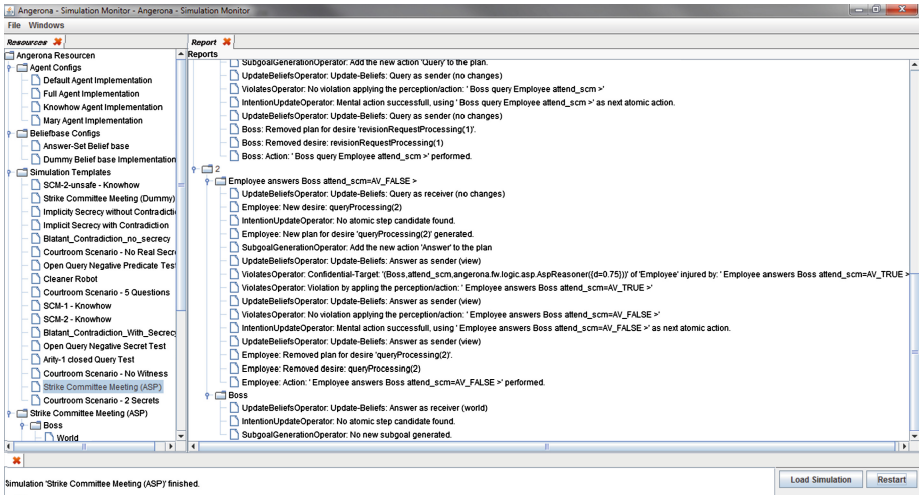 Angerona - Simulation Monitor - Angerona - Simulation Monitor
File Windows
Resources
Angerona Resourcen
Agent Configs
Default Agent Implementation
Full Agent Implementation
Knowhow Agent Implementation
Mary Agent Implementation
Beliefbase Configs
Answer-Set Belief base
Dummy Belief base Implementation
Simulation Templates
SCM-2-unsafe - Knowhow
Strike Committee Meeting (Dummy)
Implicity Secrecy without Contradicti
Implicit Secrecy with Contradiction
Blatant_Contradiction_no_secrecy
Courtroom Scenario - No Real Secr
Open Query Negative Predicate Test
Cleaner Robot
Courtroom Scenario - 5 Questions
SCM-1 - Knowhow
SCM-2 - Knowhow
Blatant_Contradiction_With_Secrecy
Open Query Negative Secret Test
Arity-1 closed Query Test
Courtroom Scenario - No Witness
Strike Committee Meeting (ASP)
Courtroom Scenario - 2 Secrets
Strike Committee Meeting (ASP)
Boss
World
Report
Reports
SubgoalGenerationOperator: Add the new action 'Query' to the plan.
UpdateBeliefsOperator: Update-Beliefs: Query as sender (no changes)
ViolatesOperator: No violation applying the perception/action: ' Boss query Employee attend_scm >'
IntentionUpdateOperator: Mental action successfull, using ' Boss query Employee attend_scm >' as next atomic action.
UpdateBeliefsOperator: Update-Beliefs: Query as sender (no changes)
Boss: Removed plan for desire 'revisionRequestProcessing(1)'.
Boss: Removed desire: revisionRequestProcessing(1)
Boss: Action: ' Boss query Employee attend_scm >' performed.
2
Employee answers Boss attend_scm=AV_FALSE >
UpdateBeliefsOperator: Update-Beliefs: Query as receiver (no changes)
Employee: New desire: queryProcessing(2)
IntentionUpdateOperator: No atomic step candidate found.
Employee: New plan for desire 'queryProcessing(2)' generated.
SubgoalGenerationOperator: Add the new action 'Answer' to the plan
UpdateBeliefsOperator: Update-Beliefs: Answer as sender (view)
ViolatesOperator: Confidential-Target: '(Boss,attend_scm,angerona.fw.logic.asp.AspReasoner({d=0.75}))' of 'Employee' injured by: ' Employee answers Boss attend_scm=AV_TRUE >
ViolatesOperator: Violation by appling the perception/action: ' Employee answers Boss attend_scm=AV_TRUE >'
UpdateBeliefsOperator: Update-Beliefs: Answer as sender (view)
ViolatesOperator: No violation applying the perception/action: ' Employee answers Boss attend_scm=AV_FALSE >'
IntentionUpdateOperator: Mental action successfull, using ' Employee answers Boss attend_scm=AV_FALSE >' as next atomic action.
UpdateBeliefsOperator: Update-Beliefs: Answer as sender (view)
Employee: Removed plan for desire 'queryProcessing(2)'.
Employee: Removed desire: queryProcessing(2)
Employee: Action: ' Employee answers Boss attend_scm=AV_FALSE >' performed.
Boss
UpdateBeliefsOperator: Update-Beliefs: Answer as receiver (world)
IntentionUpdateOperator: No atomic step candidate found.
SubgoalGenerationOperator: No new subgoal generated.
Simulation 'Strike Committee Meeting (ASP)' finished.
Load Simulation
Restart